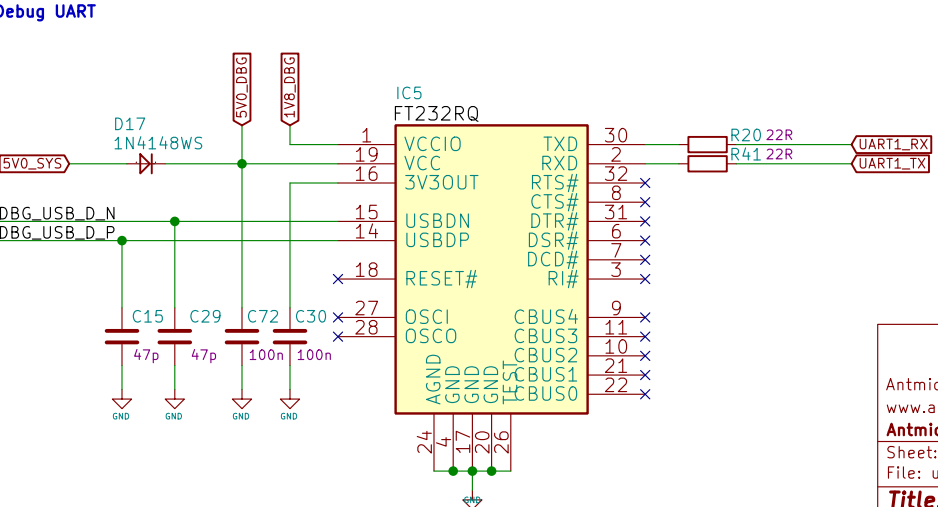 Debug UART
5V0_DBG
1V8_DBG
IC5
FT232RQ
D17
1N4148WS
5V0_SYS
1 VCCIO
19 VCC
16 3V3OUT
DBG_USB_D_N
15 USBDN
DBG_USB_D_P
14 USBDP
18 RESET#
27 OSCI
28 OSCO
TXD 30
RXD 2
RTS# 32
CTS# 8
DTR# 31
DSR# 6
DCD# 7
RI# 3
CBUS4 9
CBUS3 11
CBUS2 10
CBUS1 21
CBUS0 22
R20 22R
UART1_RX
R41 22R
UART1_TX
C15
47p
C29
47p
C72
100n
C30
100n
GND
GND
GND
GND
AGND
GND
GND
GND
TEST
24
4
17
20
26
GND
Antmic
www.a
Antmic
Sheet:
File: u
Title